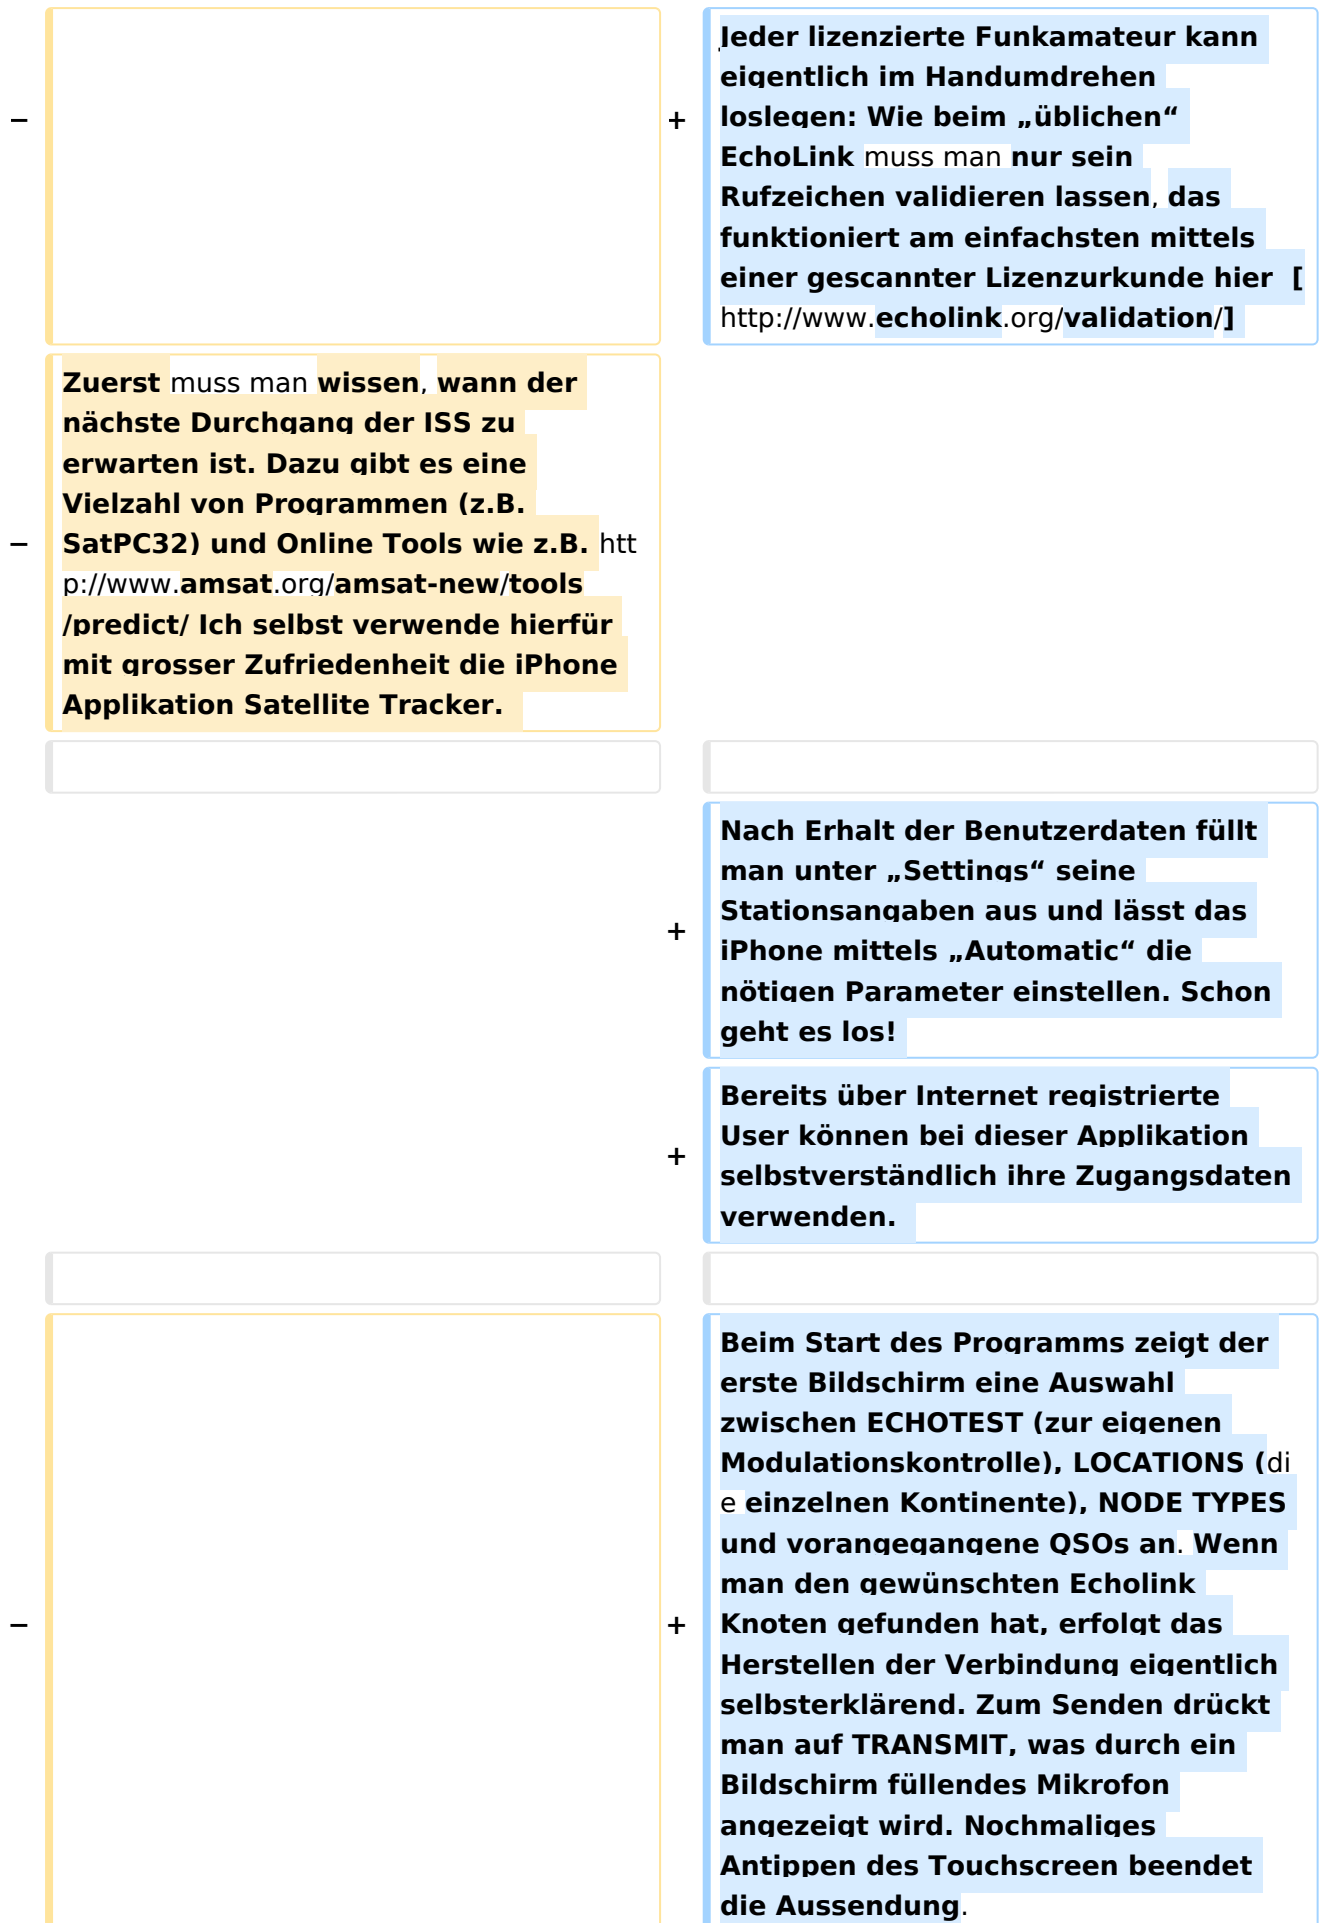 −
+
Jeder lizenzierte Funkamateur kann
eigentlich im Handumdrehen
loslegen: Wie beim „üblichen“
EchoLink muss man nur sein
Rufzeichen validieren lassen, das
funktioniert am einfachsten mittels
einer gescannter Lizenzurkunde hier [
http://www.echolink.org/validation/]
−
Zuerst muss man wissen, wann der
nächste Durchgang der ISS zu
erwarten ist. Dazu gibt es eine
Vielzahl von Programmen (z.B.
SatPC32) und Online Tools wie z.B. htt
p://www.amsat.org/amsat-new/tools
/predict/ Ich selbst verwende hierfür
mit grosser Zufriedenheit die iPhone
Applikation Satellite Tracker.
+
Nach Erhalt der Benutzerdaten füllt
man unter „Settings“ seine
Stationsangaben aus und lässt das
iPhone mittels „Automatic“ die
nötigen Parameter einstellen. Schon
geht es los!
+
Bereits über Internet registrierte
User können bei dieser Applikation
selbstverständlich ihre Zugangsdaten
verwenden.
−
+
Beim Start des Programms zeigt der
erste Bildschirm eine Auswahl
zwischen ECHOTEST (zur eigenen
Modulationskontrolle), LOCATIONS (di
e einzelnen Kontinente), NODE TYPES
und vorangegangene QSOs an. Wenn
man den gewünschten Echolink
Knoten gefunden hat, erfolgt das
Herstellen der Verbindung eigentlich
selbsterklärend. Zum Senden drückt
man auf TRANSMIT, was durch ein
Bildschirm füllendes Mikrofon
angezeigt wird. Nochmaliges
Antippen des Touchscreen beendet
die Aussendung.